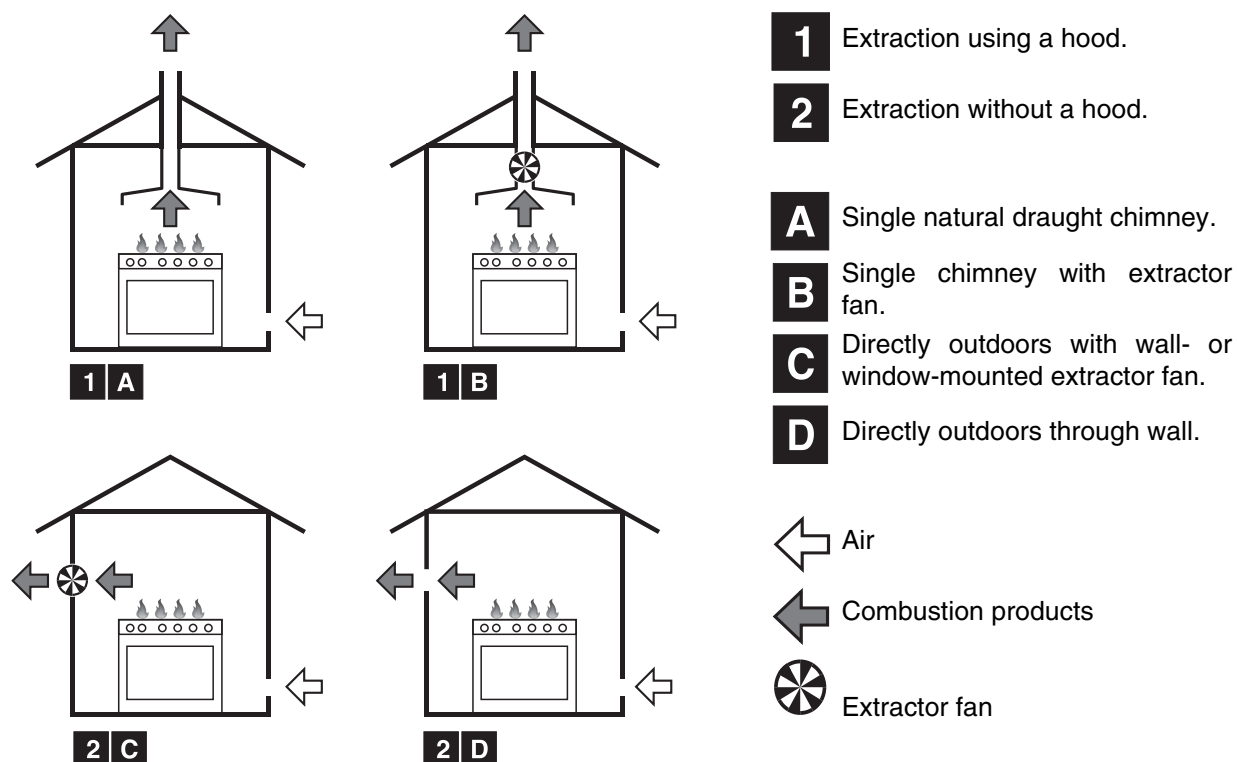 1 A
1 B
2 C
2 D
1 Extraction using a hood.
2 Extraction without a hood.
A Single natural draught chimney.
B Single chimney with extractor
fan.
C Directly outdoors with wall- or
window-mounted extractor fan.
D Directly outdoors through wall.
Air
Combustion products
Extractor fan